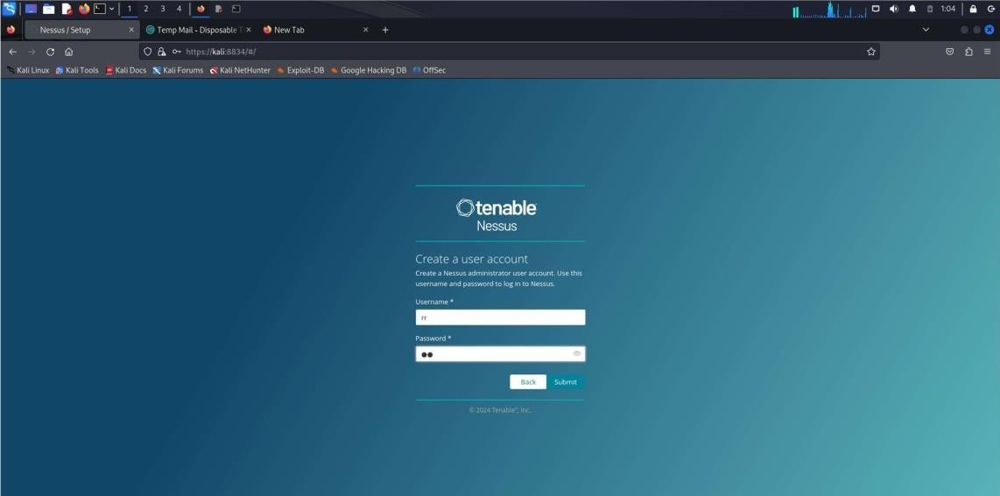 1 2 3 4 1:04
Nessus / Setup Temp Mail - Disposable T New Tab
https://kali:8834/#/
Kali Linux Kali Tools Kali Docs Kali Forums Kali NetHunter Exploit-DB Google Hacking DB OffSec
tenable
Nessus
Create a user account
Create a Nessus administrator user account. Use this
username and password to log in to Nessus.
Username *
rr
Password *
●●
Back Submit
© 2024 Tenable™, Inc.